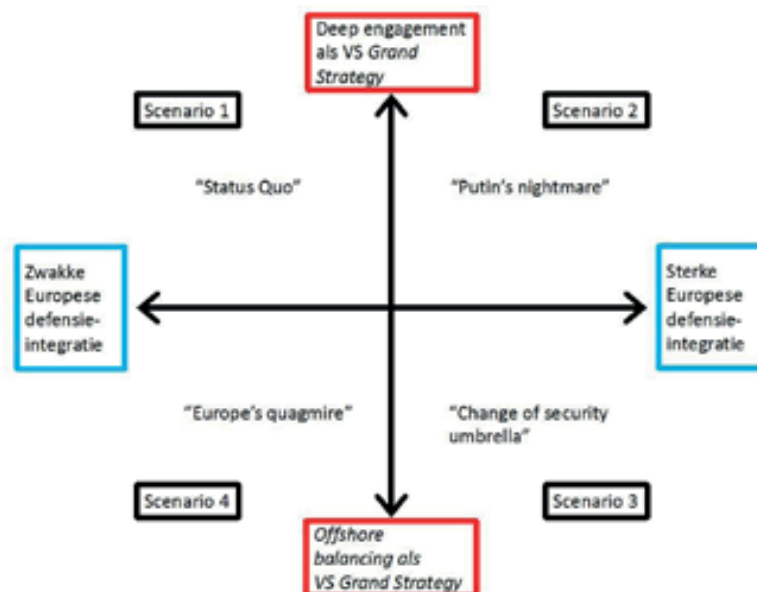 Deep engagement
als VS Grand
Strategy
Scenario 1
Scenario 2
“Status Quo”
“Putin’s nightmare”
Zwakke
Europese
defensie-
integratie
Sterke
Europese
defensie-
integratie
“Europe’s quagmire”
“Change of security
umbrella”
Scenario 4
Scenario 3
Offshore
balancing als
VS Grand Strategy